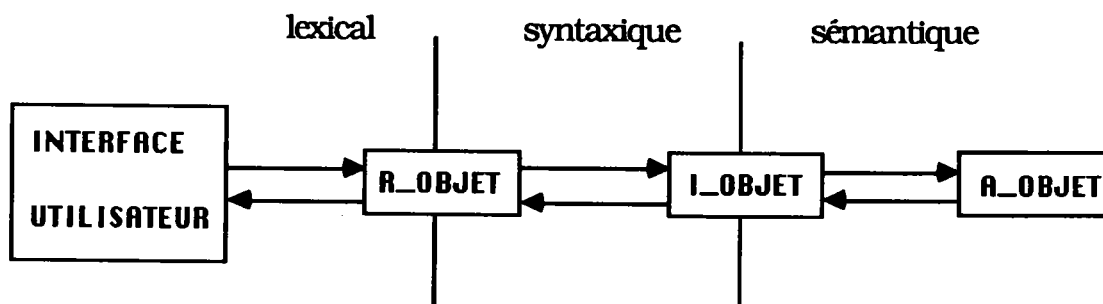 lexical syntaxique sémantique
INTERFACE
UTILISATEUR
R_OBJET
I_OBJET
A_OBJET